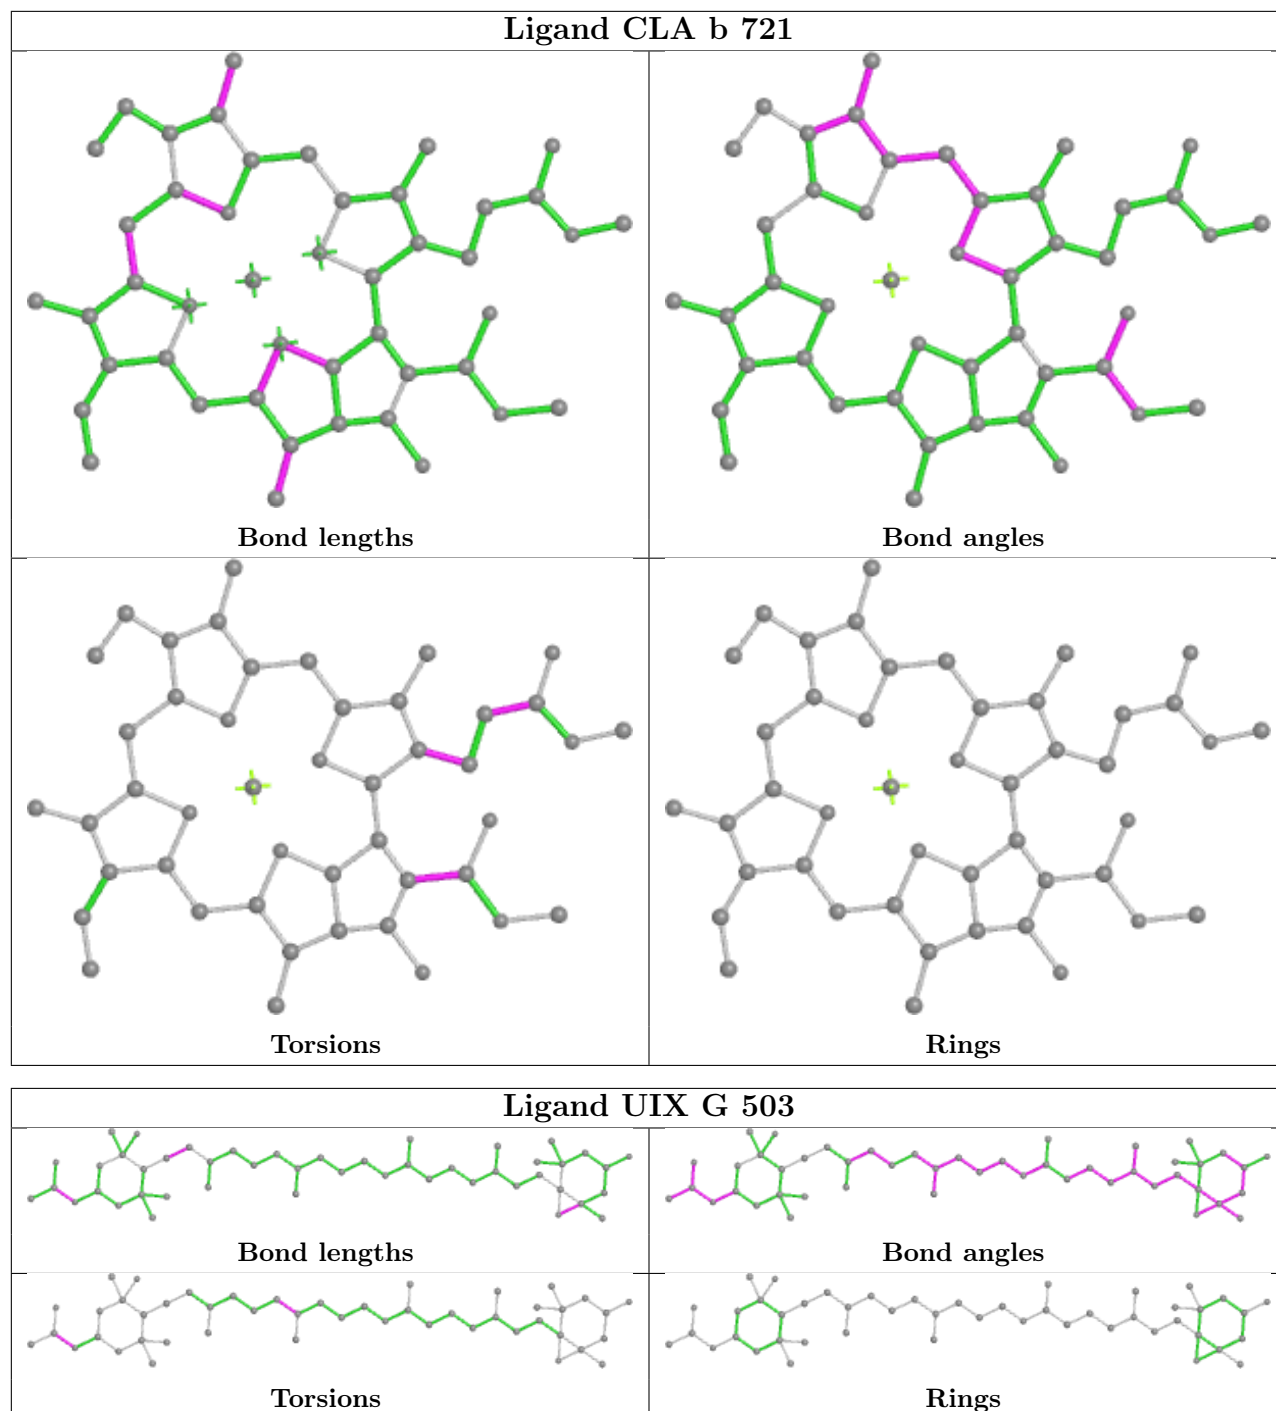 Ligand CLA b 721
Bond lengths
Bond angles
Torsions
Rings
Ligand UIX G 503
Bond lengths
Bond angles
Torsions
Rings